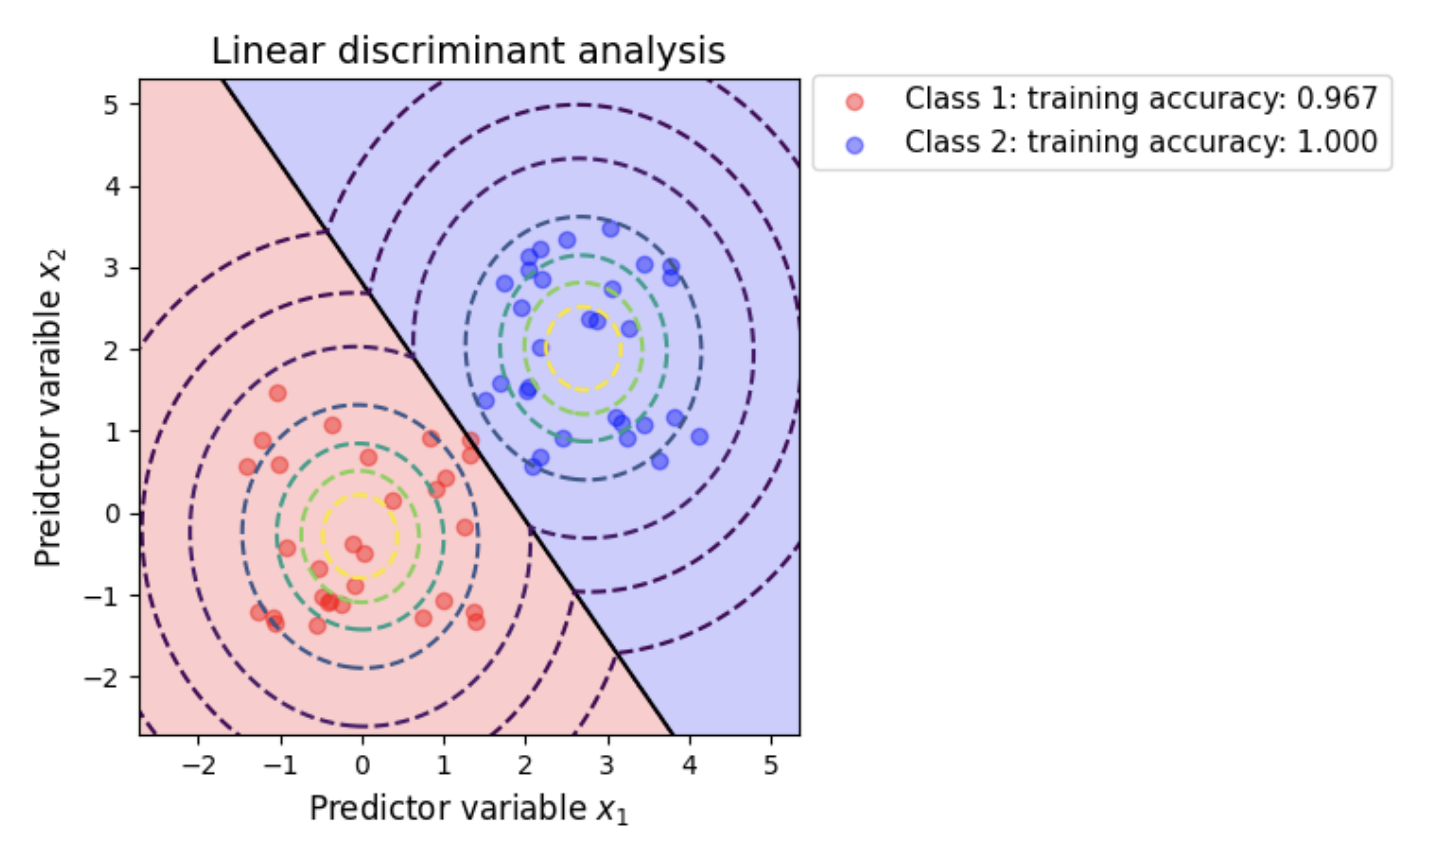 Linear discriminant analysis
Class 1: training accuracy: 0.967
Class 2: training accuracy: 1.000
5
4
3
2
1
0
−1
−2
Preidctor varaible x₂
−2 −1 0 1 2 3 4 5
Predictor variable x₁